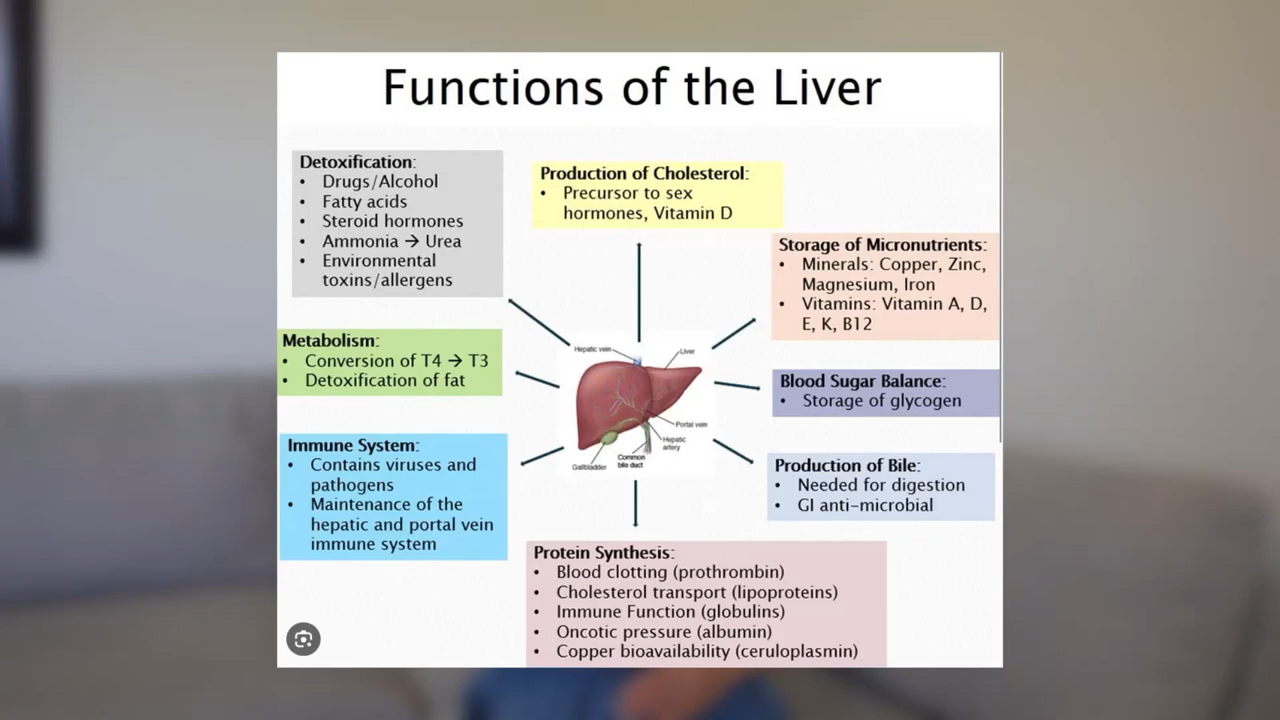 Functions of the Liver
Detoxification:
• Drugs/Alcohol
• Fatty acids
• Steroid hormones
• Ammonia → Urea
• Environmental
toxins/allergens
Production of Cholesterol:
• Precursor to sex
hormones, Vitamin D
Storage of Micronutrients:
• Minerals: Copper, Zinc,
Magnesium, Iron
• Vitamins: Vitamin A, D,
E, K, B12
Metabolism:
• Conversion of T4 → T3
• Detoxification of fat
Hepatic vein
Liver
Portal vein
Hepatic
artery
Common
bile duct
Gallbladder
Blood Sugar Balance:
• Storage of glycogen
Immune System:
• Contains viruses and
pathogens
• Maintenance of the
hepatic and portal vein
immune system
Production of Bile:
• Needed for digestion
• GI anti-microbial
Protein Synthesis:
• Blood clotting (prothrombin)
• Cholesterol transport (lipoproteins)
• Immune Function (globulins)
• Oncotic pressure (albumin)
• Copper bioavailability (ceruloplasmin)